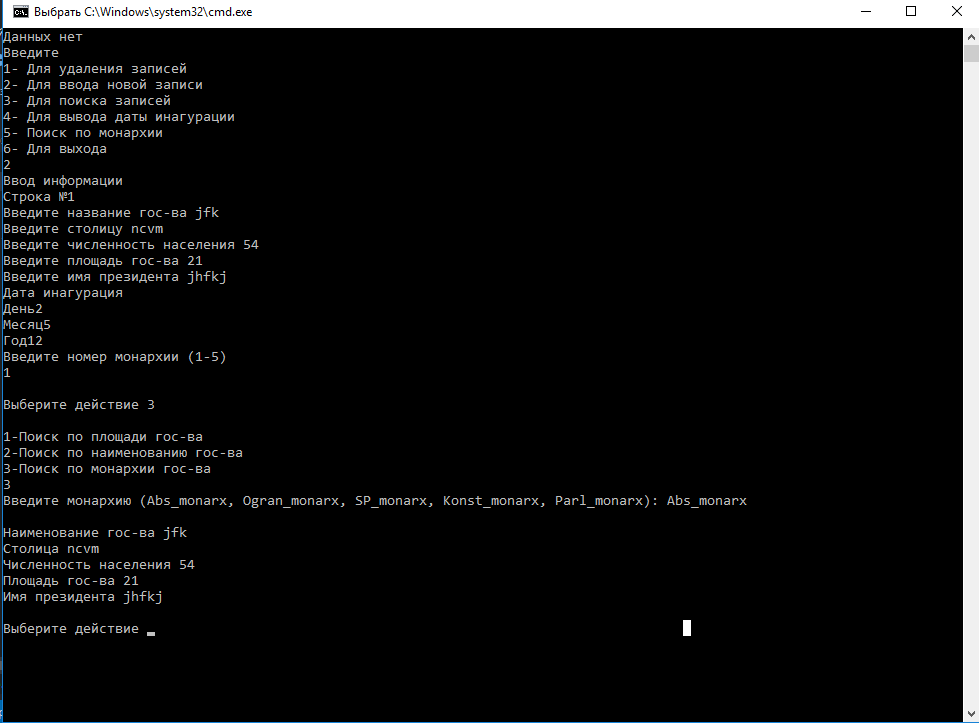 Выбрать C:\Windows\system32\cmd.exe
Данных нет
Введите
1- Для удаления записей
2- Для ввода новой записи
3- Для поиска записей
4- Для вывода даты инагурации
5- Поиск по монархии
6- Для выхода
2
Ввод информации
Строка №1
Введите название гос-ва jfk
Введите столицу ncvm
Введите численность населения 54
Введите площадь гос-ва 21
Введите имя президента jhfkj
Дата инагурация
День2
Месяц5
Год12
Введите номер монархии (1-5)
1
Выберите действие 3
1-Поиск по площади гос-ва
2-Поиск по наименованию гос-ва
3-Поиск по монархии гос-ва
3
Введите монархию (Abs_monarx, Ogran_monarx, SP_monarx, Konst_monarx, Parl_monarx): Abs_monarx
Наименование гос-ва jfk
Столица ncvm
Численность населения 54
Площадь гос-ва 21
Имя президента jhfkj
Выберите действие